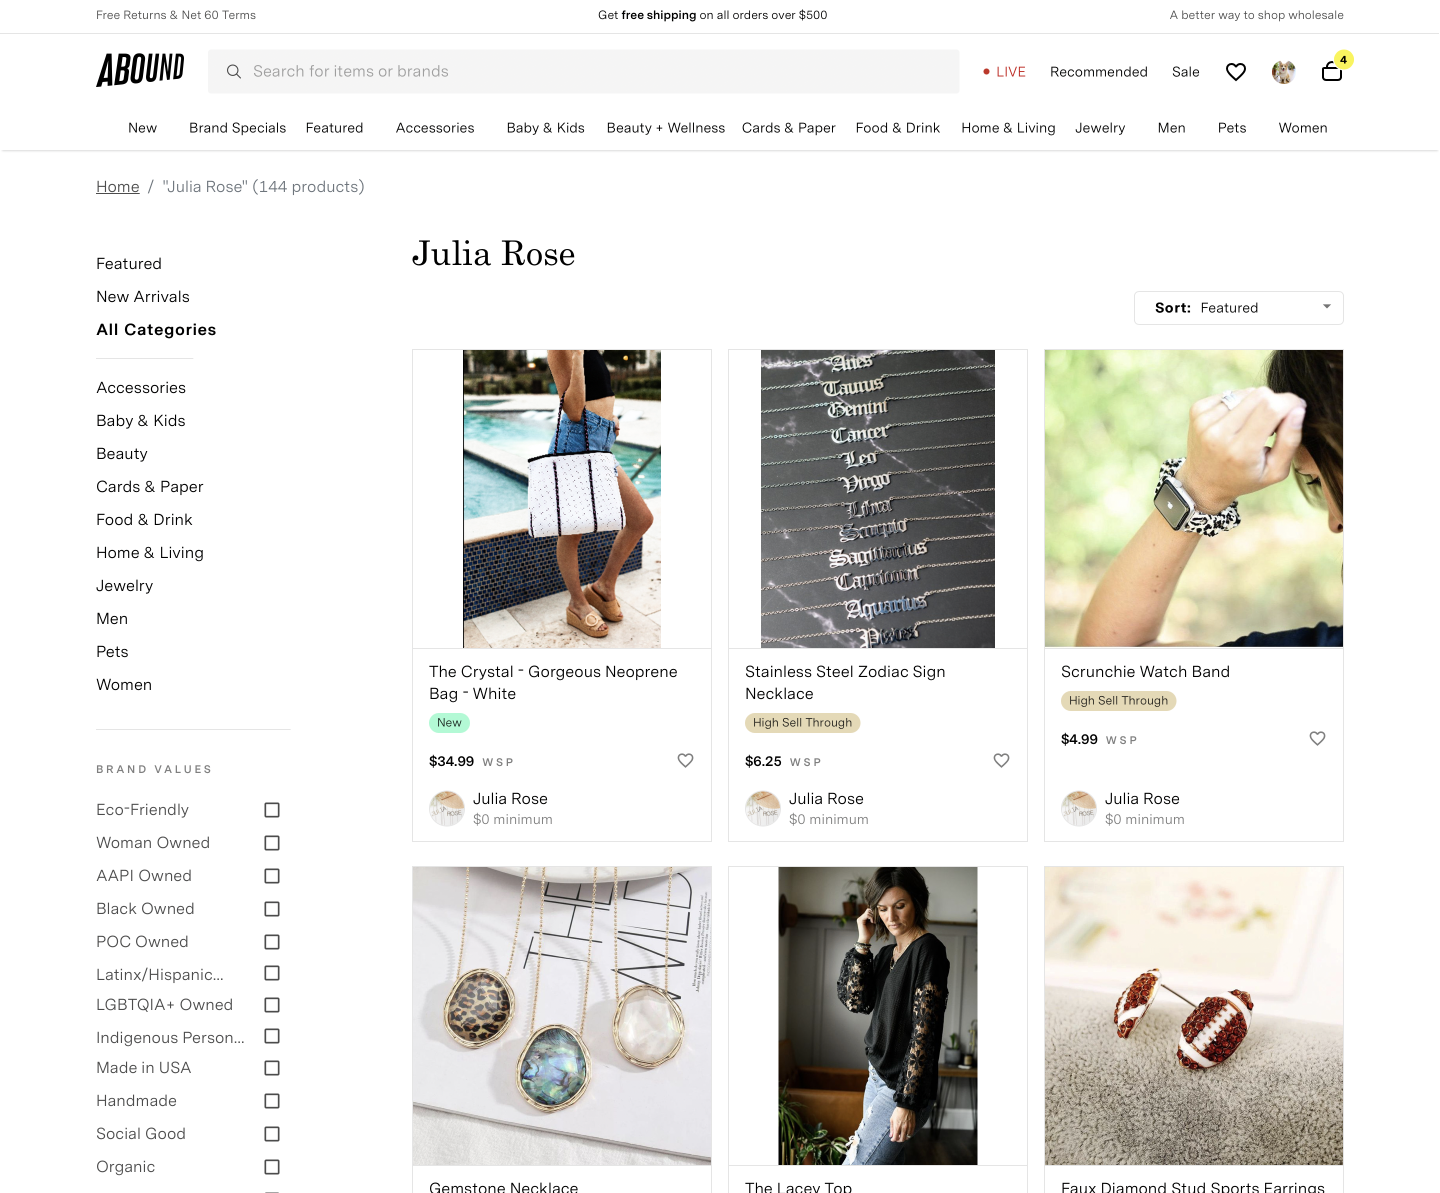 Free Returns & Net 60 Terms
Get free shipping on all orders over $500
A better way to shop wholesale
ABOUND
Search for items or brands
LIVE
Recommended
Sale
4
New
Brand Specials
Featured
Accessories
Baby & Kids
Beauty + Wellness
Cards & Paper
Food & Drink
Home & Living
Jewelry
Men
Pets
Women
Home / "Julia Rose" (144 products)
Featured
New Arrivals
All Categories
Accessories
Baby & Kids
Beauty
Cards & Paper
Food & Drink
Home & Living
Jewelry
Men
Pets
Women
BRAND VALUES
Eco-Friendly
Woman Owned
AAPI Owned
Black Owned
POC Owned
Latinx/Hispanic...
LGBTQIA+ Owned
Indigenous Person...
Made in USA
Handmade
Social Good
Organic
Julia Rose
Sort: Featured
Aries
Taurus
Gemini
Cancer
Leo
Virgo
Libra
Scorpio
Sagittarius
Capricorn
Aquarius
Pisces
The Crystal - Gorgeous Neoprene
Bag - White
New
$34.99 WSP
Julia Rose
$0 minimum
Stainless Steel Zodiac Sign
Necklace
High Sell Through
$6.25 WSP
Julia Rose
$0 minimum
Scrunchie Watch Band
High Sell Through
$4.99 WSP
Julia Rose
$0 minimum
Gemstone Necklace
The Lacey Top
Faux Diamond Stud Sports Earrings